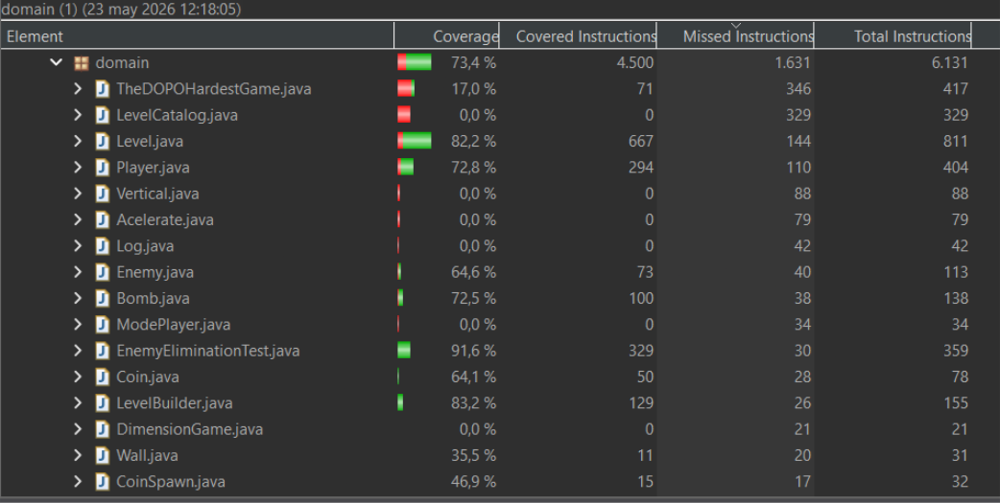 domain (1) (23 may 2026 12:18:05)
Element Coverage Covered Instructions Missed Instructions Total Instructions
domain 73,4 % 4.500 1.631 6.131
TheDOPOHardestGame.java 17,0 % 71 346 417
LevelCatalog.java 0,0 % 0 329 329
Level.java 82,2 % 667 144 811
Player.java 72,8 % 294 110 404
Vertical.java 0,0 % 0 88 88
Acelerate.java 0,0 % 0 79 79
Log.java 0,0 % 0 42 42
Enemy.java 64,6 % 73 40 113
Bomb.java 72,5 % 100 38 138
ModePlayer.java 0,0 % 0 34 34
EnemyEliminationTest.java 91,6 % 329 30 359
Coin.java 64,1 % 50 28 78
LevelBuilder.java 83,2 % 129 26 155
DimensionGame.java 0,0 % 0 21 21
Wall.java 35,5 % 11 20 31
CoinSpawn.java 46,9 % 15 17 32